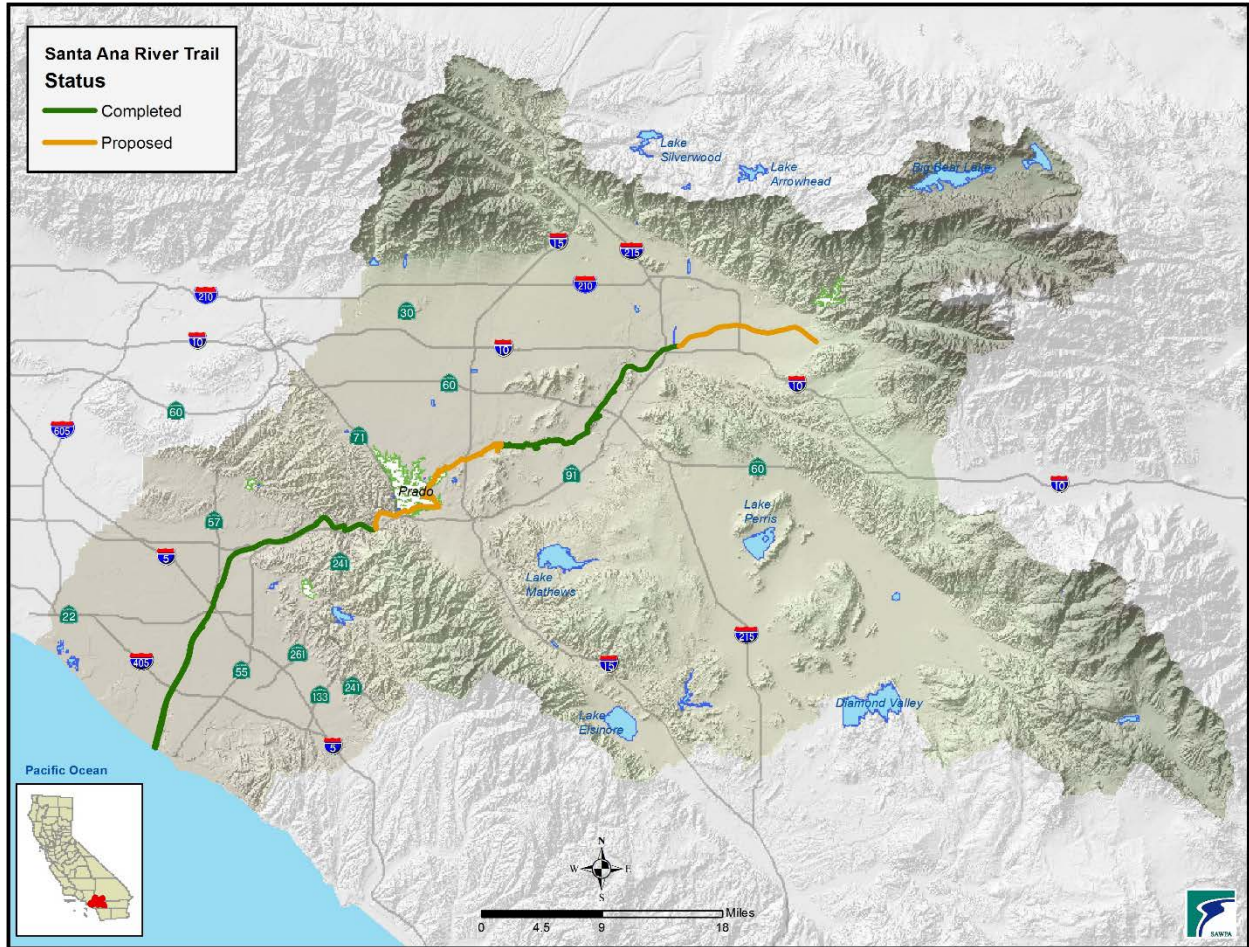 Santa Ana River Trail
Status
Completed
Proposed
Lake
Silverwood
Lake
Arrowhead
Big Bear Lake
15
215
210
210
30
10
10
60
10
60
605
71
91
60
10
Prado
57
Lake
Perris
5
241
Lake
Mathews
22
215
405
261
55
15
133
241
Diamond Valley
Lake
Elsinore
5
Pacific Ocean
N
W
E
S
Miles
0
4.5
9
18
SAWPA